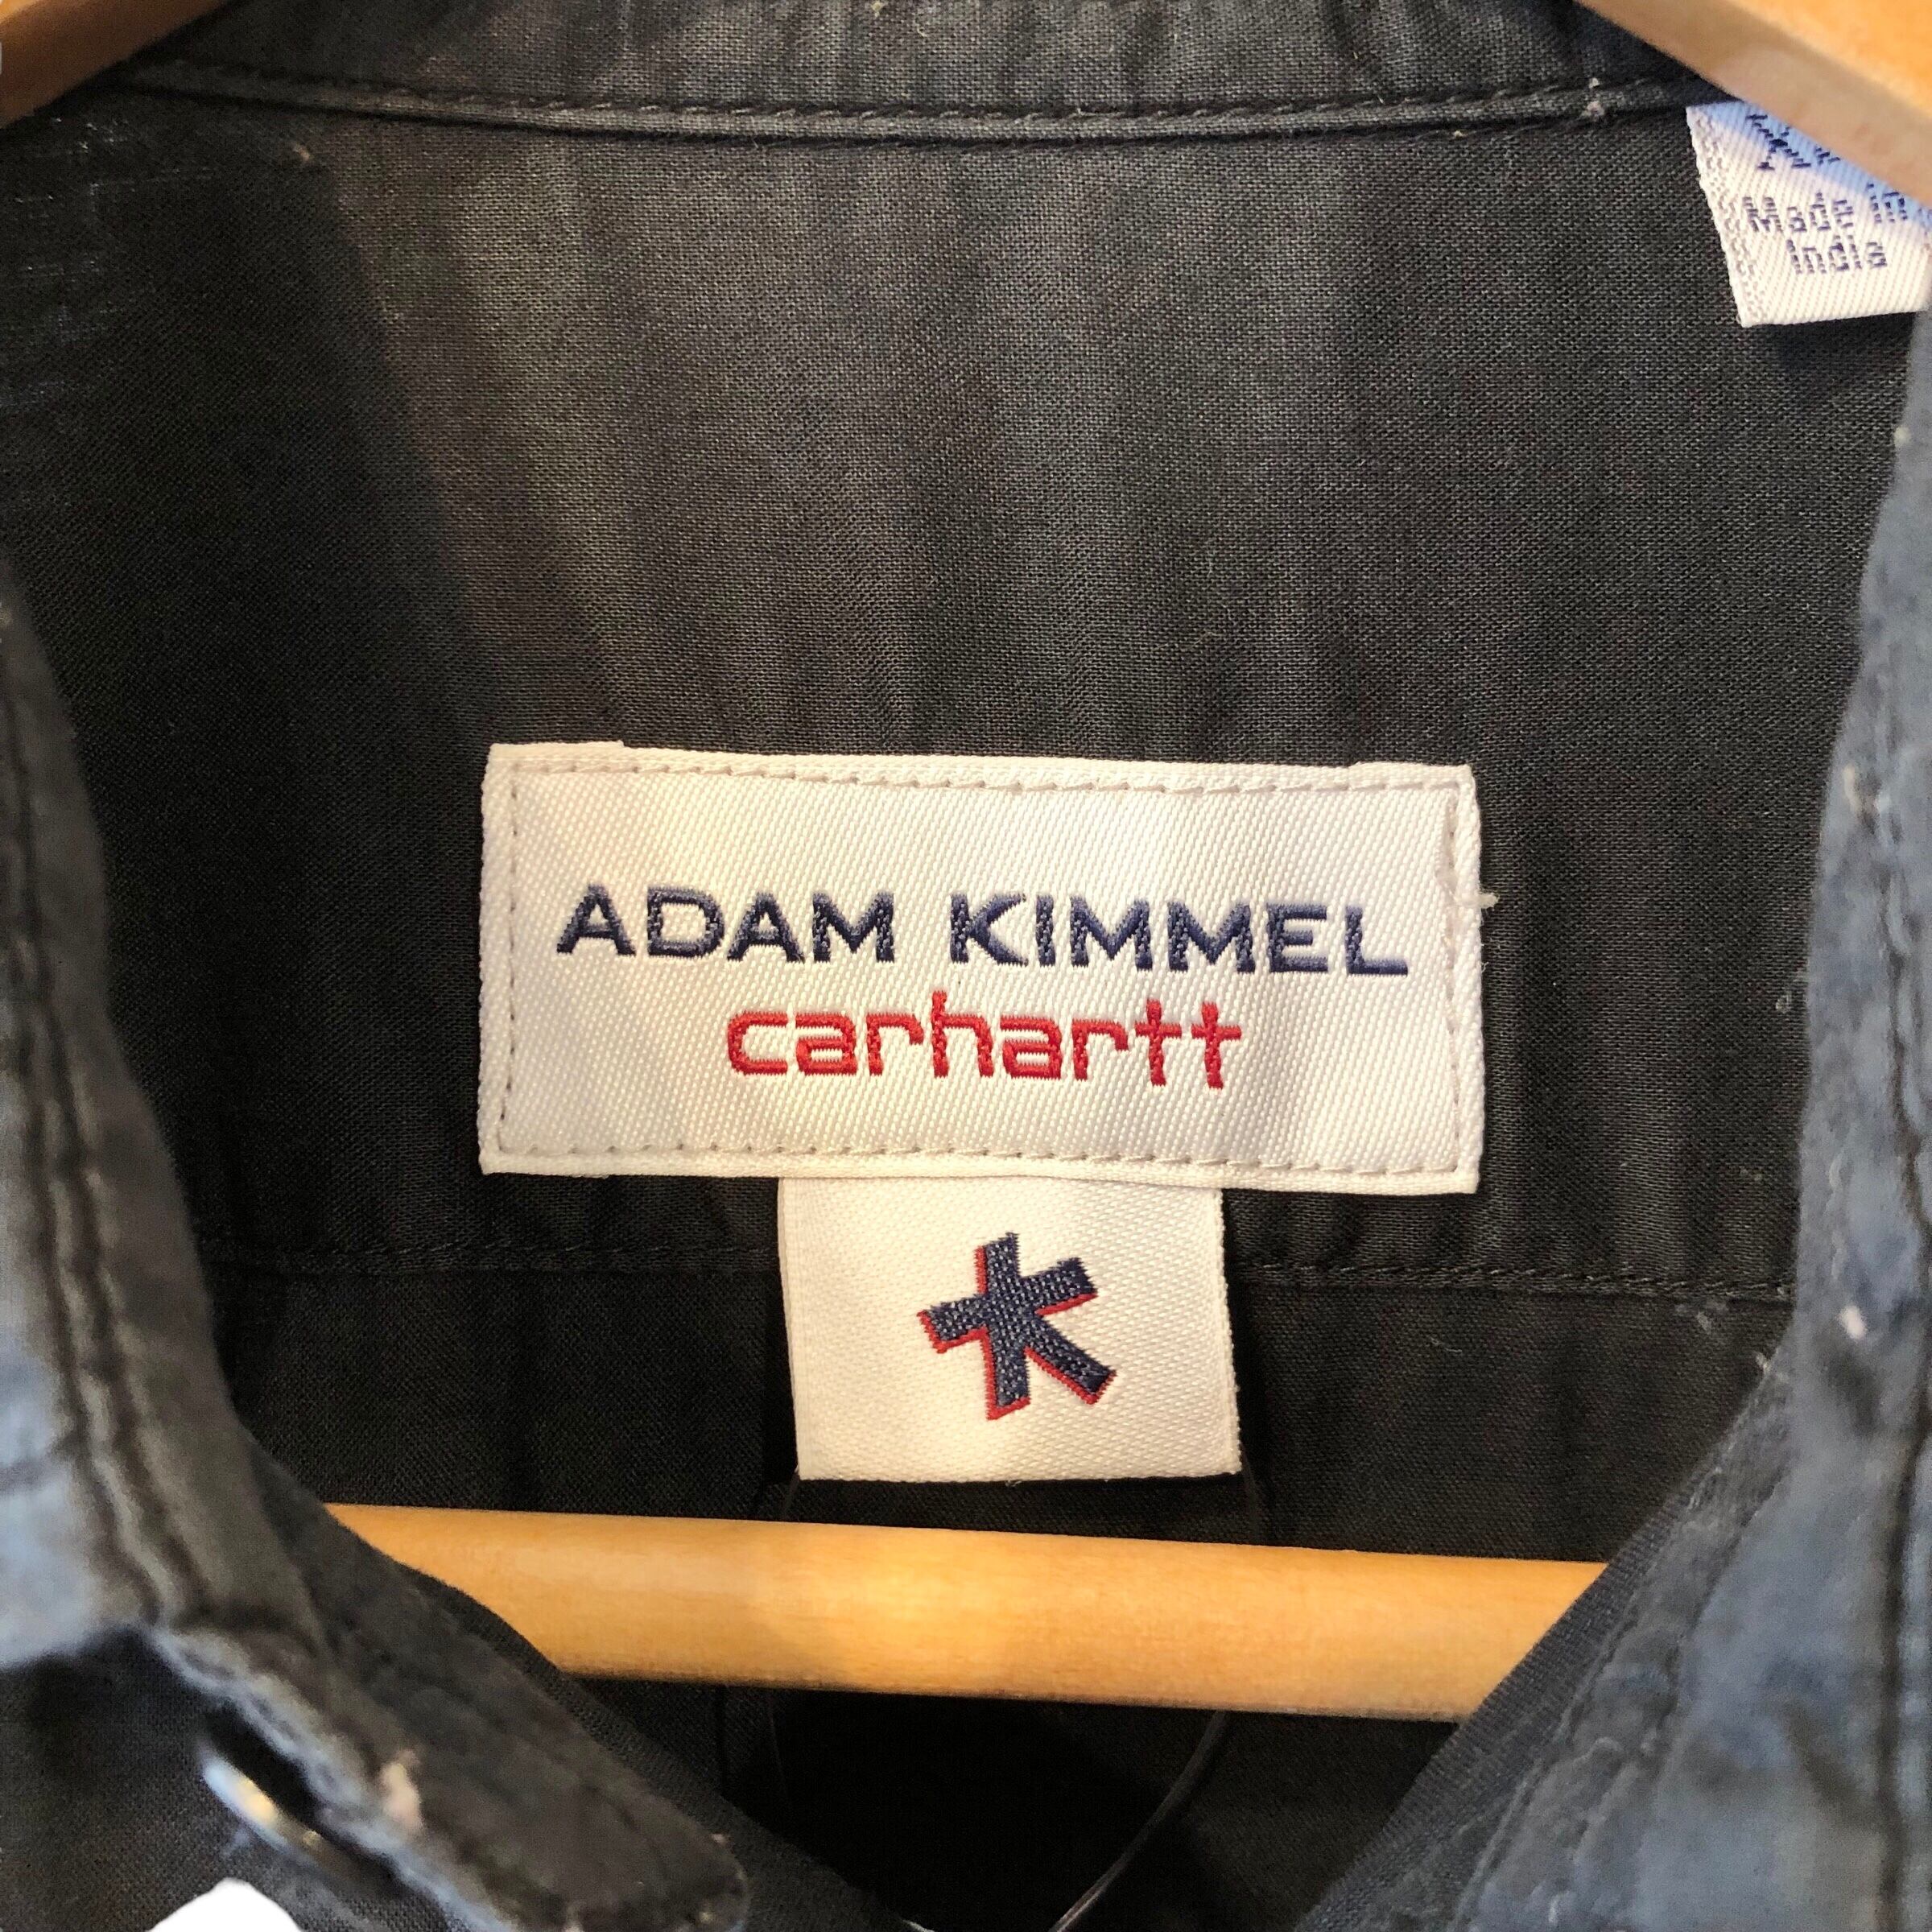 Made in
India
ADAM KIMMEL
carhartt
K